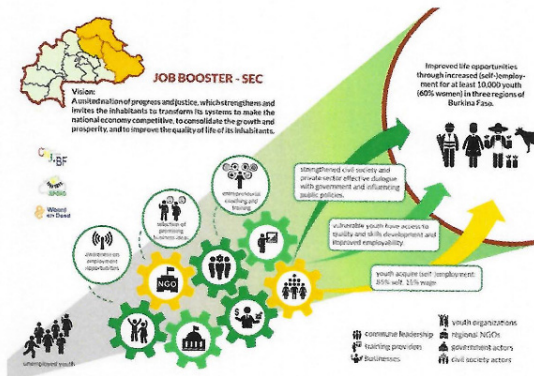 JOB BOOSTER - SEC
Vision:
A united nation of progress and justice, which strengthens and
invites the inhabitants to transform its systems to make the
national economy competitive, to consolidate the growth and
prosperity, and to improve the quality of life of its inhabitants.
Improved life opportunities
through increased (self-)employ-
ment for at least 10,000 youth
(60% women) in three regions of
Burkina Faso.
BF
Woord
en Daad
entrepreneurial
coaching and
training
selection of
promising
business ideas
awareness on
employment
opportunities
strengthened civil society and
private sector effective dialogue
with government and influencing
public policies.
vulnerable youth have access to
quality and skills development and
improved employability.
youth acquire (self-)employment:
85% self, 15% wage
NGO
unemployed youth
commune leadership
training providers
Businesses
youth organizations
regional NGOs
government actors
civil society actors